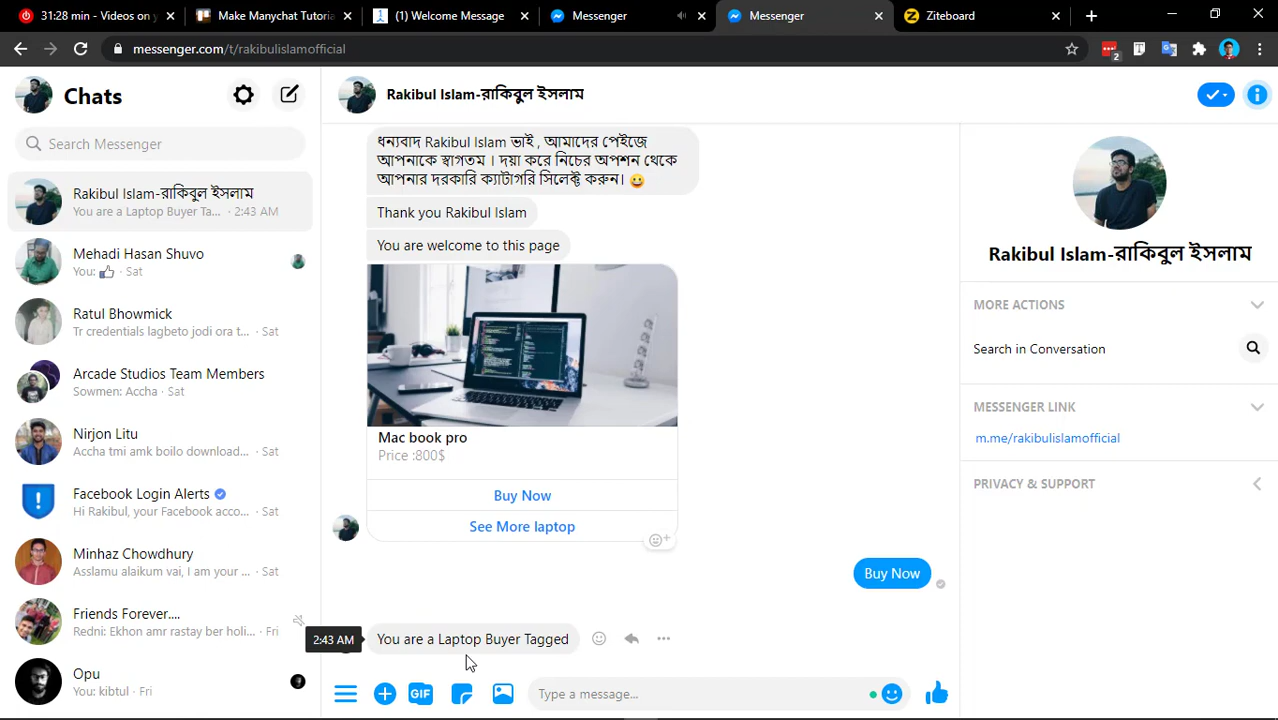 31:28 min - Videos on y
Make Manychat Tutoria
(1) Welcome Message
Messenger
Messenger
Ziteboard
messenger.com/t/rakibulislamofficial
2
Chats
Search Messenger
Rakibul Islam-রাকিবুল ইসলাম
You are a Laptop Buyer Ta... · 2:43 AM
Mehadi Hasan Shuvo
You: · Sat
Ratul Bhowmick
Tr credentials lagbeto jodi ora t... · Sat
Arcade Studios Team Members
Sowmen: Accha · Sat
Nirjon Litu
Accha tmi amk boilo download... · Sat
Facebook Login Alerts
Hi Rakibul, your Facebook acco... · Sat
Minhaz Chowdhury
Asslamu alaikum vai, I am your ... · Sat
Friends Forever....
Redni: Ekhon amr rastay ber holi... · Fri
Opu
You: kibtul · Fri
Rakibul Islam-রাকিবুল ইসলাম
ধন্যবাদ Rakibul Islam ভাই , আমাদের পেইজে
আপনাকে স্বাগতম । দয়া করে নিচের অপশন থেকে
আপনার দরকারি ক্যাটাগরি সিলেক্ট করুন। 😀
Thank you Rakibul Islam
You are welcome to this page
Mac book pro
Price :800$
Buy Now
See More laptop
Buy Now
2:43 AM
You are a Laptop Buyer Tagged
GIF
Type a message...
Rakibul Islam-রাকিবুল ইসলাম
MORE ACTIONS
Search in Conversation
MESSENGER LINK
m.me/rakibulislamofficial
PRIVACY & SUPPORT